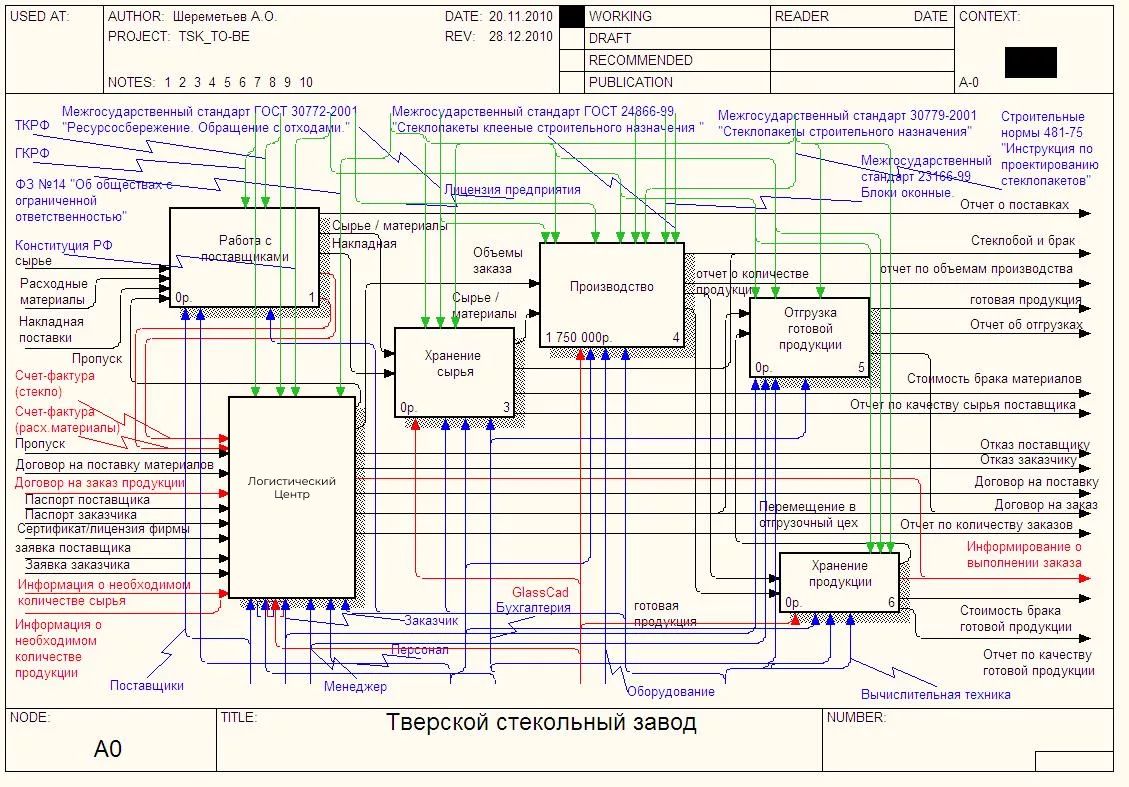 USED AT:
AUTHOR: Шереметьев А.О.
DATE: 20.11.2010
PROJECT: TSK_TO-BE
REV: 28.12.2010
NOTES: 1 2 3 4 5 6 7 8 9 10
WORKING
DRAFT
RECOMMENDED
PUBLICATION
READER
DATE
CONTEXT:
A-0
ТКРФ
ГКРФ
ФЗ №14 "Об обществах с
ограниченной
ответственностью"
Конституция РФ
Межгосударственный стандарт ГОСТ 30772-2001
"Ресурсосбережение. Обращение с отходами."
Межгосударственный стандарт ГОСТ 24866-99
"Стеклопакеты клееные строительного назначения "
Межгосударственный стандарт 30779-2001
"Стеклопакеты строительного назначения"
Межгосударственный
стандарт 23166-99
Блоки оконные.
Строительные
нормы 481-75
"Инструкция по
проектированию
стеклопакетов"
Лицензия предприятия
сырье
Расходные
материалы
Накладная
поставки
Пропуск
Счет-фактура
(стекло)
Счет-фактура
(расх.материалы)
Пропуск
Договор на поставку материалов
Договор на заказ продукции
Паспорт поставщика
Паспорт заказчика
Сертификат/лицензия фирмы
заявка поставщика
Заявка заказчика
Информация о необходимом
количестве сырья
Информация о
необходимом
количестве
продукции
Работа с
поставщиками
0р.
1
Сырье / материалы
Накладная
Логистический
Центр
Объемы
заказа
Сырье /
материалы
Хранение
сырья
0р.
3
Производство
1 750 000р.
4
отчет о количестве
продукции
Отгрузка
готовой
продукции
0р.
5
Перемещение в
отгрузочный цех
Хранение
продукции
0р.
6
готовая
продукция
Отчет о поставках
Стеклобой и брак
отчет по объемам производства
готовая продукция
Отчет об отгрузках
Стоимость брака материалов
Отчет по качеству сырья поставщика
Отказ поставщику
Отказ заказчику
Договор на поставку
Договор на заказ
Отчет по количеству заказов
Информирование о
выполнении заказа
Стоимость брака
готовой продукции
Отчет по качеству
готовой продукции
GlassCad
Бухгалтерия
Заказчик
Персонал
Поставщики
Менеджер
Оборудование
Вычислительная техника
NODE:
A0
TITLE:
Тверской стекольный завод
NUMBER: